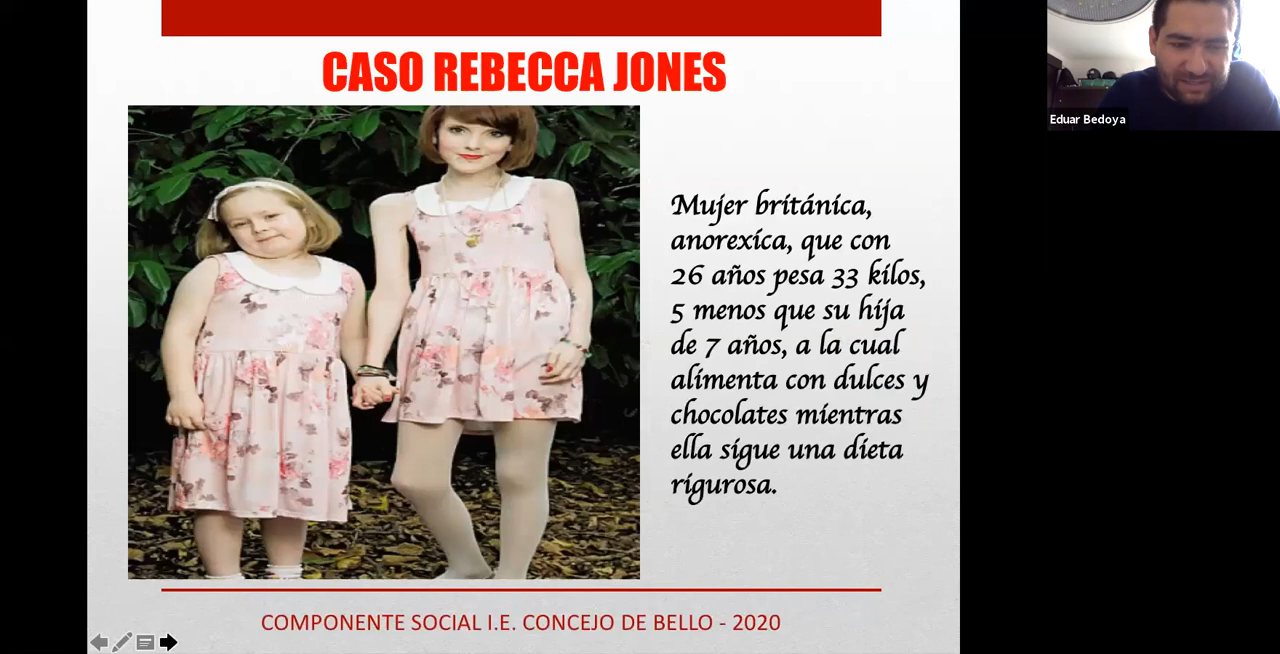 CASO REBECCA JONES
Eduar Bedoya
Mujer británica,
anorexica, que con
26 años pesa 33 kilos,
5 menos que su hija
de 7 años, a la cual
alimenta con dulces y
chocolates mientras
ella sigue una dieta
rigurosa.
COMPONENTE SOCIAL I.E. CONCEJO DE BELLO - 2020